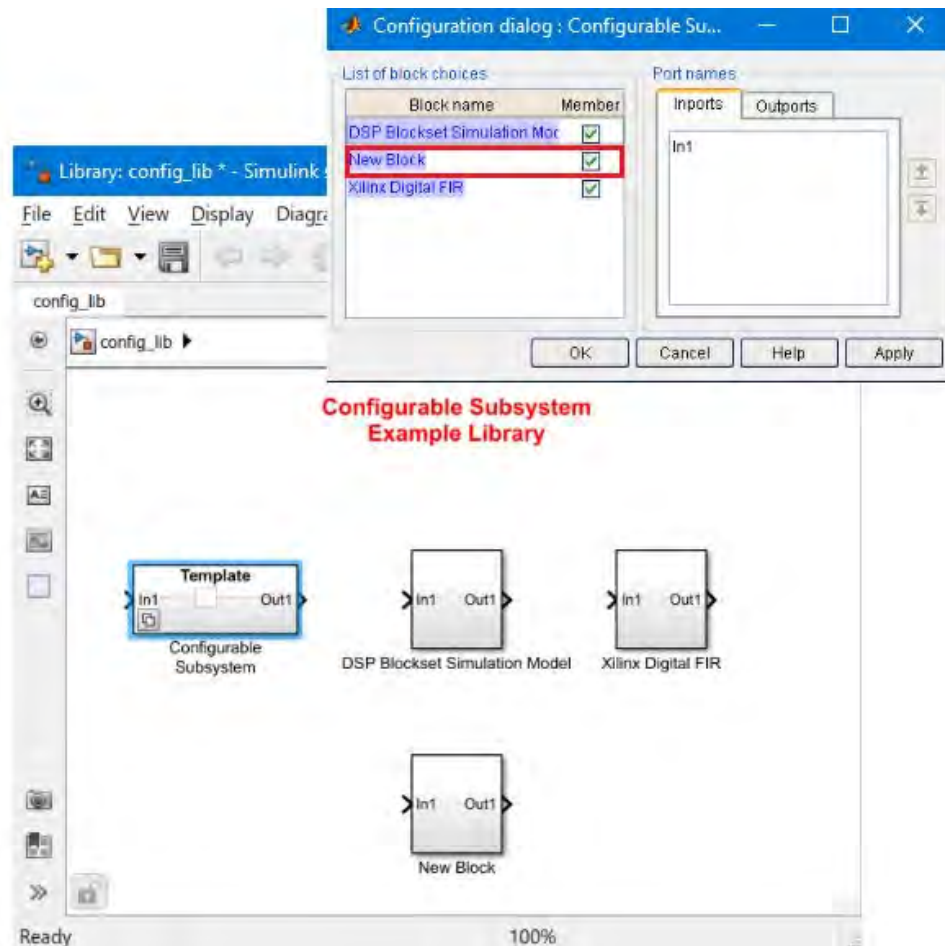 Configuration dialog : Configurable Su...
List of block choices
Port names
Block name Member
Inports Outports
DSP Blockset Simulation Moc
In1
New Block
Xilinx Digital FIR
OK Cancel Help Apply
Library: config_lib * - Simulink
File Edit View Display Diagra
config_lib
config_lib
Configurable Subsystem
Example Library
Template
In1 Out1
Configurable
Subsystem
In1 Out1
DSP Blockset Simulation Model
In1 Out1
Xilinx Digital FIR
In1 Out1
New Block
Ready 100%